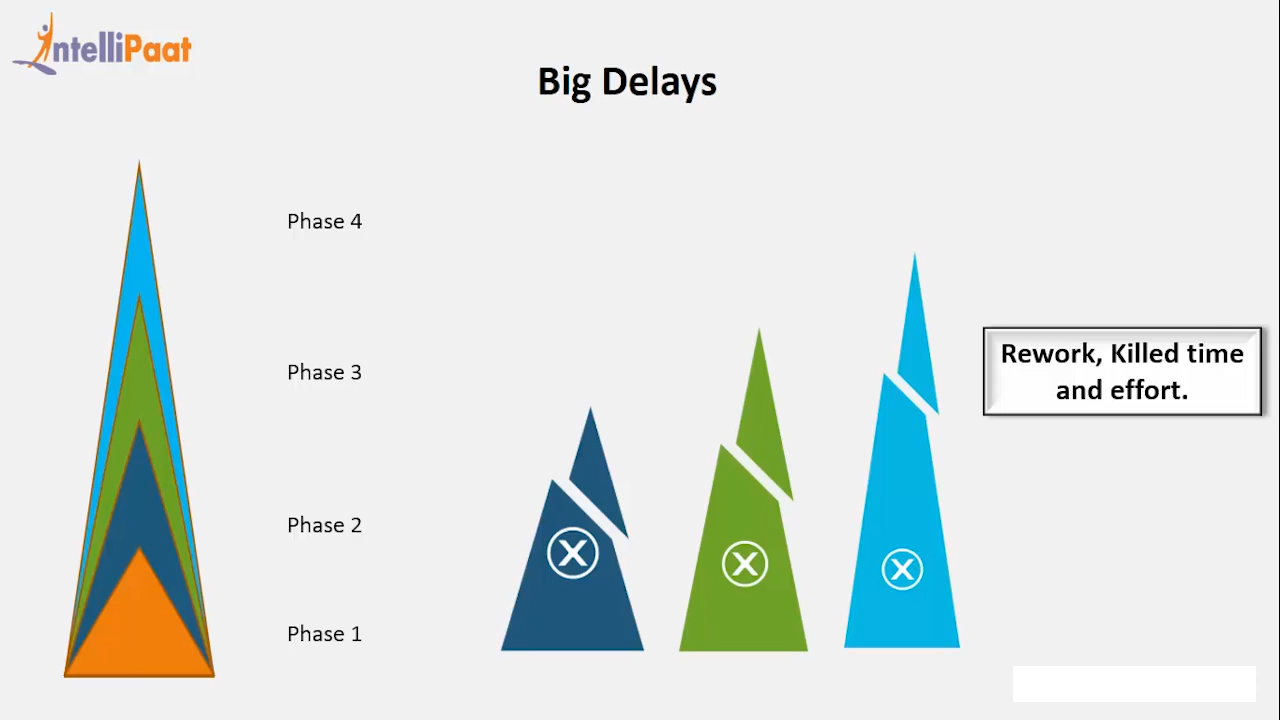 IntelliPaat
Big Delays
Phase 4
Phase 3
Phase 2
Phase 1
X
X
X
Rework, Killed time
and effort.